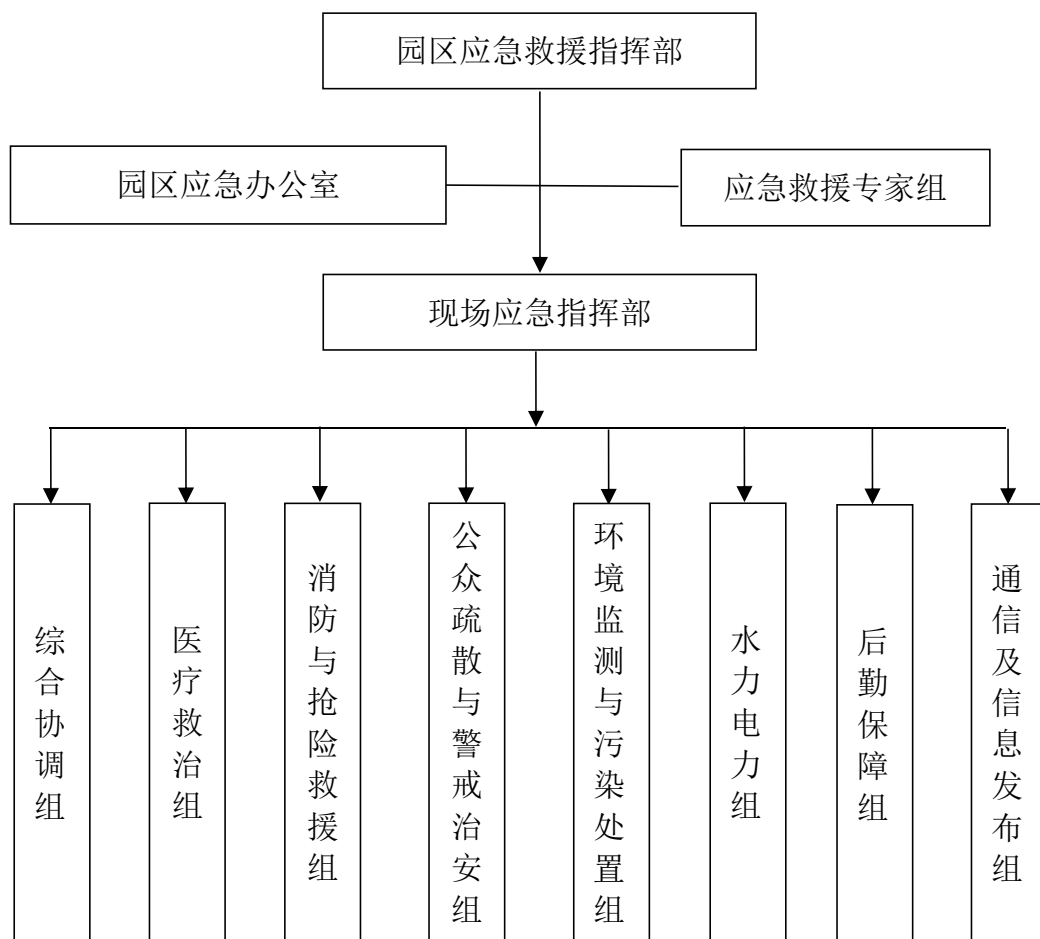 园区应急救援指挥部
园区应急办公室
应急救援专家组
现场应急指挥部
综合协调组
医疗救治组
消防与抢险救援组
公众疏散与警戒治安组
环境监测与污染处置组
水力电力组
后勤保障组
通信及信息发布组